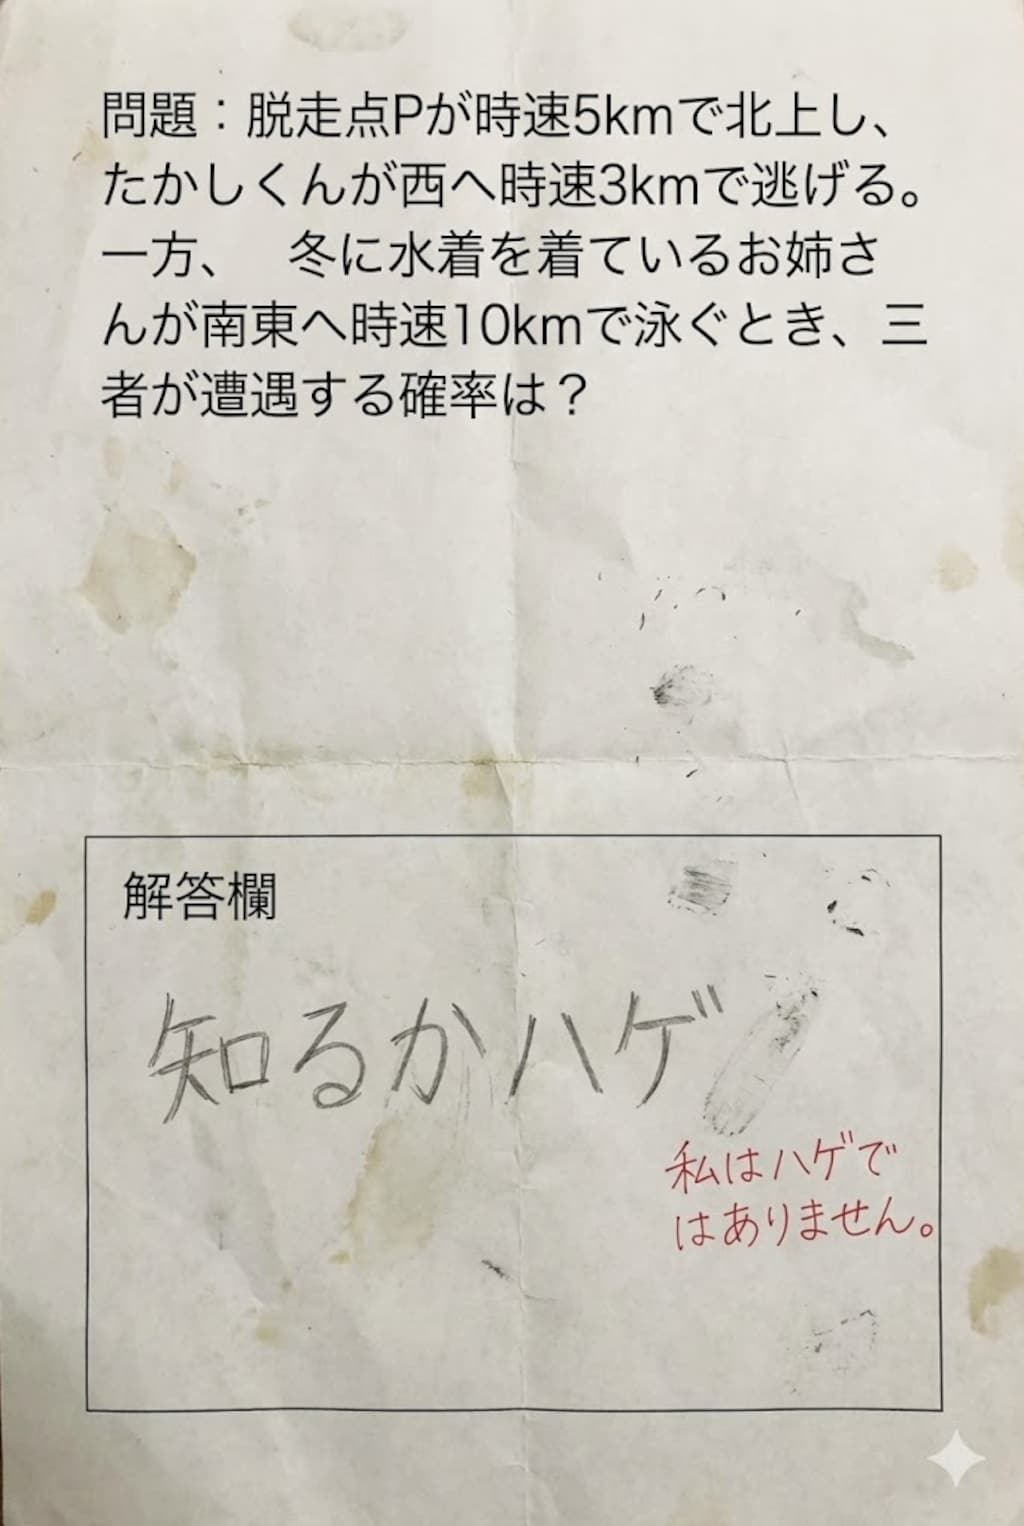 問題：脱走点Pが時速5kmで北上し、
たかしくんが西へ時速3kmで逃げる。
一方、　冬に水着を着ているお姉さ
んが南東へ時速10kmで泳ぐとき、三
者が遭遇する確率は？
解答欄
知るかハゲ
私はハゲで
はありません。